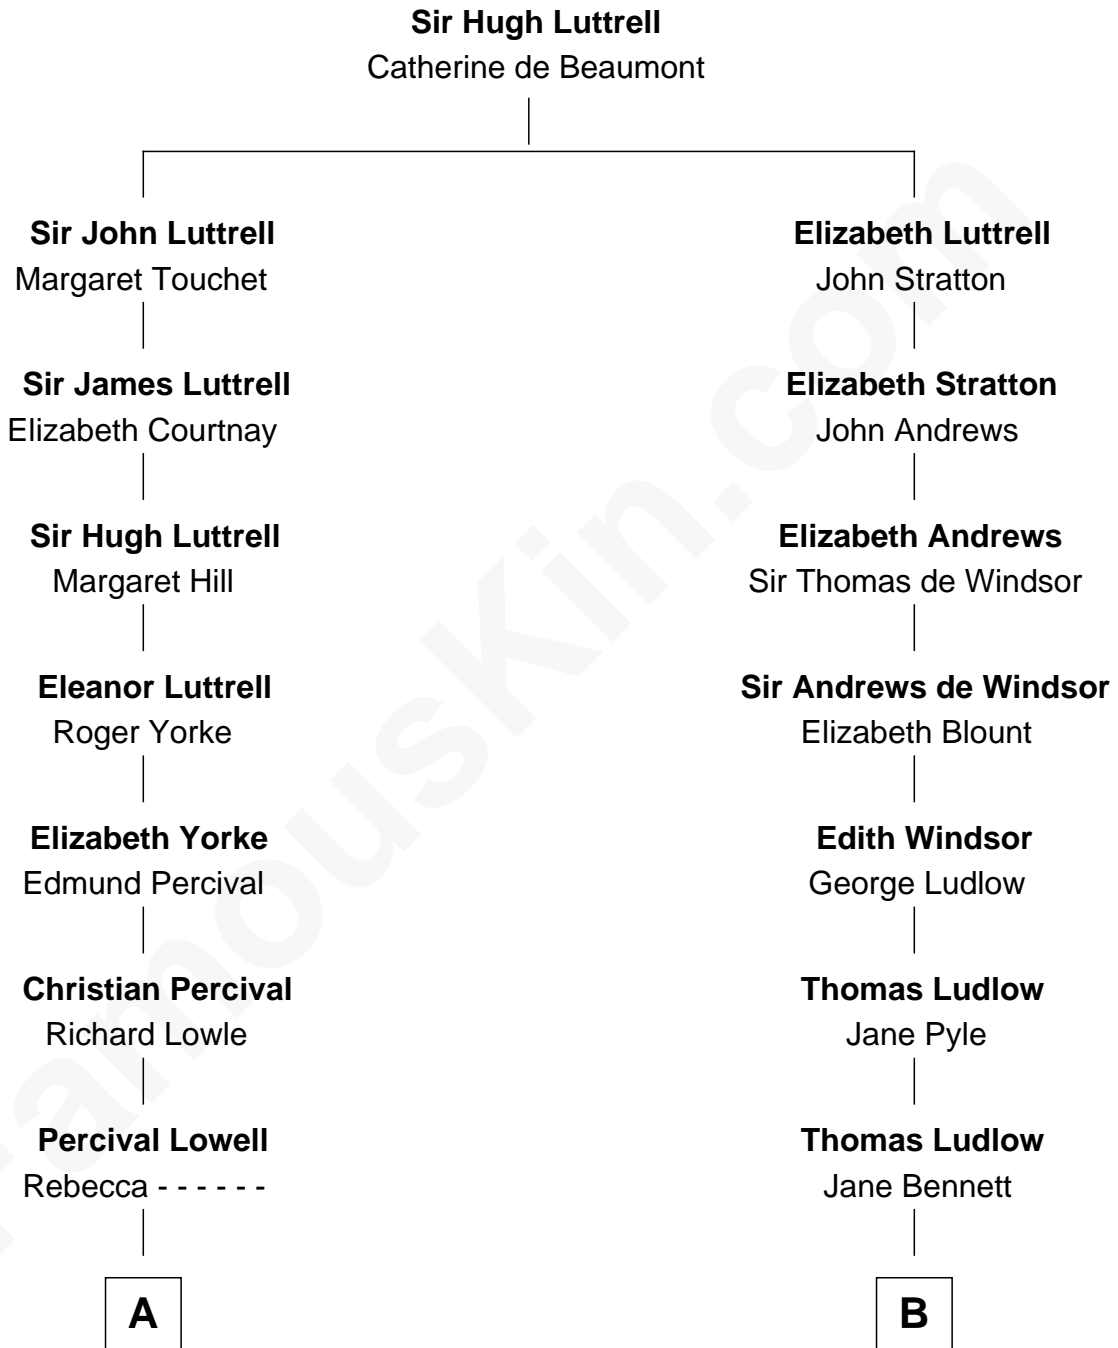 Sir Hugh Luttrell
Catherine de Beaumont
Sir John Luttrell
Margaret Touchet
Elizabeth Luttrell
John Stratton
Sir James Luttrell
Elizabeth Courtnay
Elizabeth Stratton
John Andrews
Sir Hugh Luttrell
Margaret Hill
Elizabeth Andrews
Sir Thomas de Windsor
Eleanor Luttrell
Roger Yorke
Sir Andrews de Windsor
Elizabeth Blount
Elizabeth Yorke
Edmund Percival
Edith Windsor
George Ludlow
Christian Percival
Richard Lowle
Thomas Ludlow
Jane Pyle
Percival Lowell
Rebecca - - - - - -
Thomas Ludlow
Jane Bennett
A
B
FamousKin.com